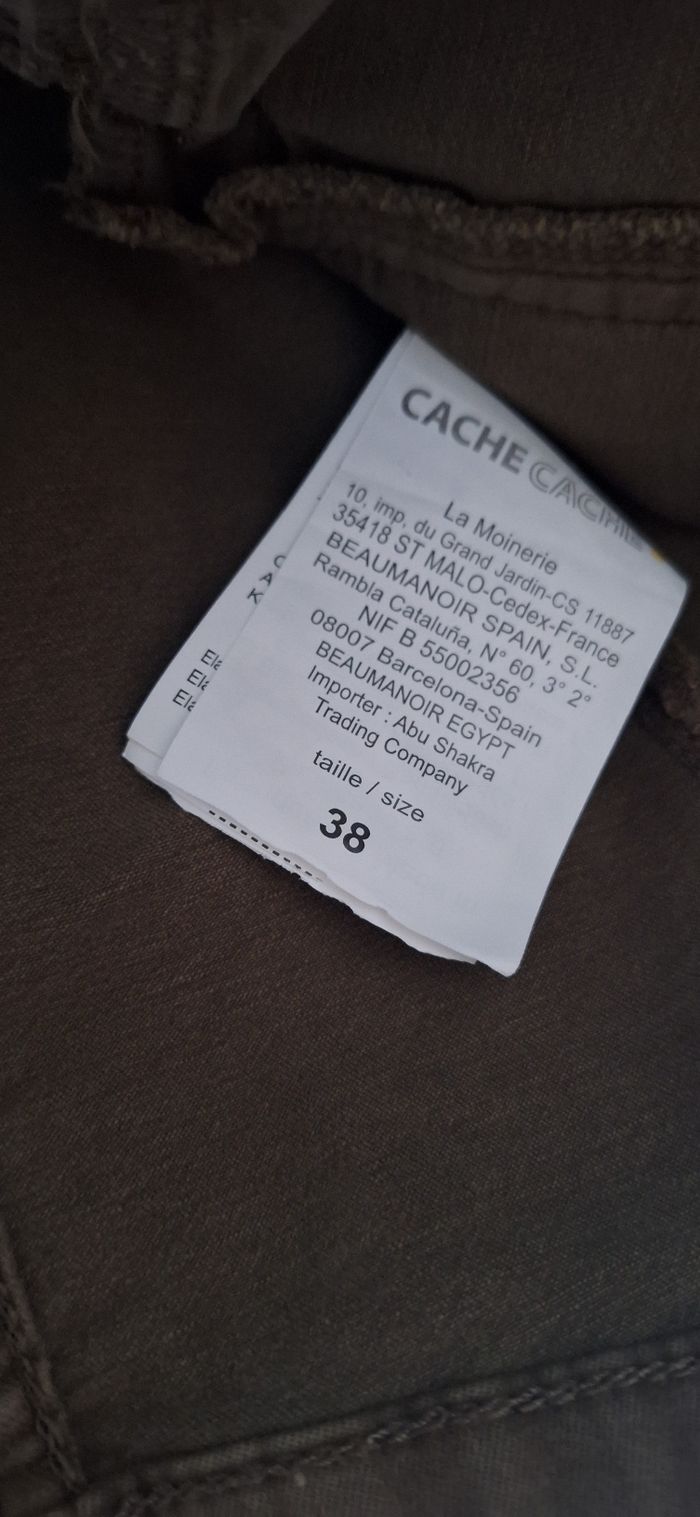 CACHE CACHE
La Moinerie
10, imp. du Grand Jardin-CS 11887
35418 ST MALO-Cedex-France
BEAUMANOIR SPAIN, S.L.
Rambla Cataluña, N° 60, 3° 2°
NIF B 55002356
08007 Barcelona-Spain
BEAUMANOIR EGYPT
Importer : Abu Shakra
Trading Company
taille / size
38